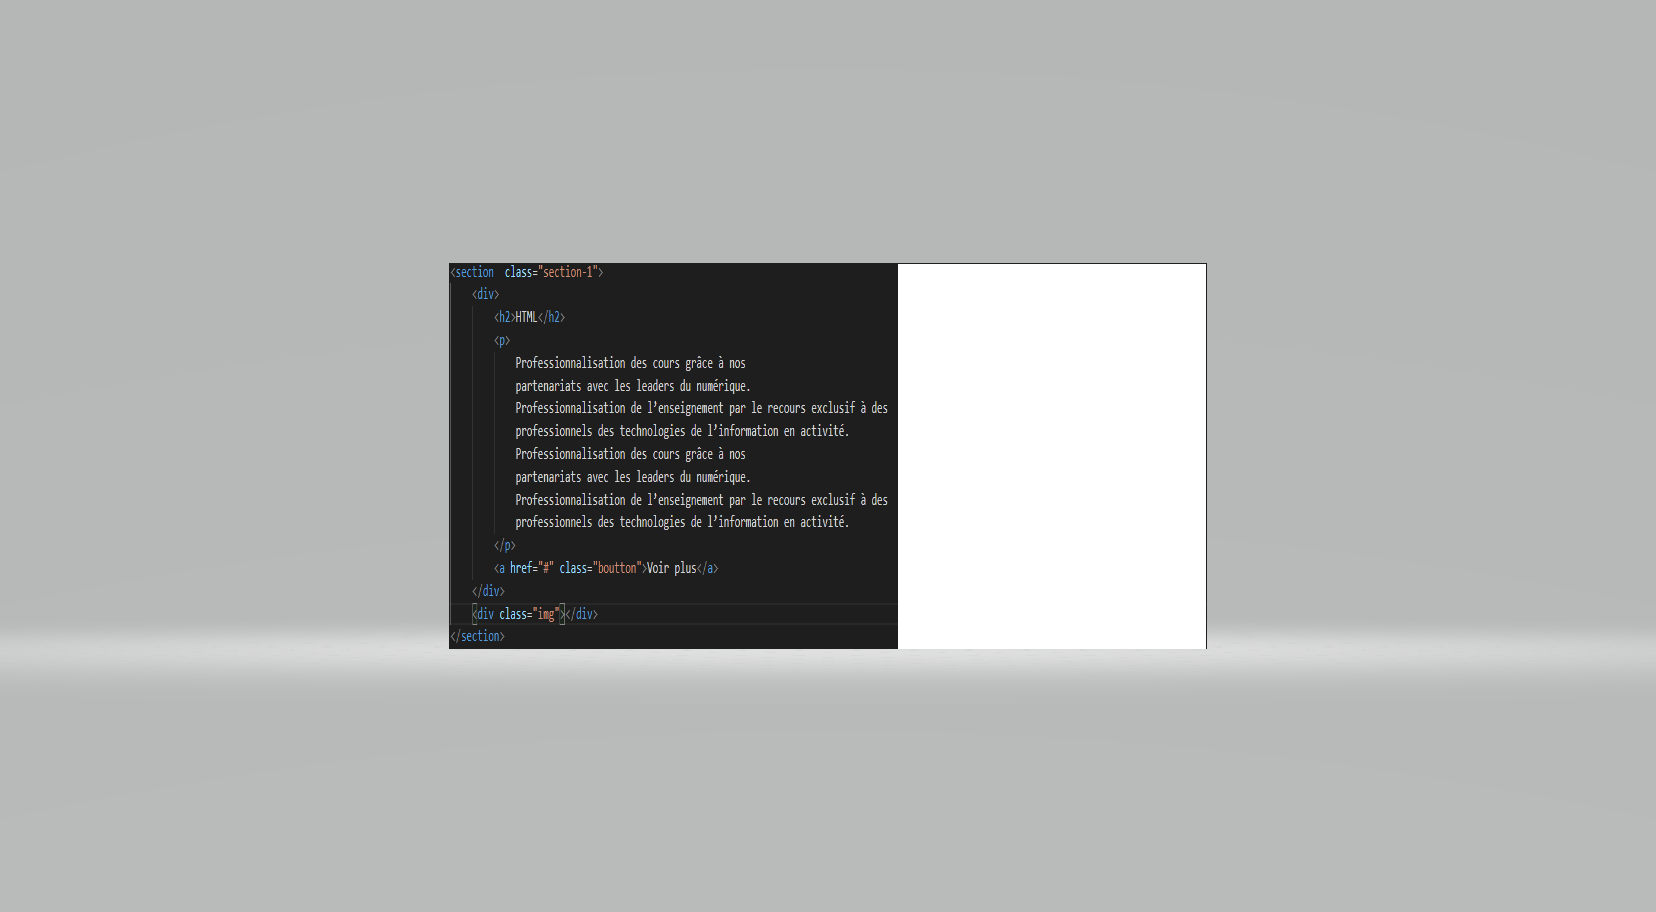 <section  class="section-1">
<div>
<h2>HTML</h2>
<p>
Professionnalisation des cours grâce à nos
partenariats avec les leaders du numérique.
Professionnalisation de l’enseignement par le recours exclusif à des
professionnels des technologies de l’information en activité.
Professionnalisation des cours grâce à nos
partenariats avec les leaders du numérique.
Professionnalisation de l’enseignement par le recours exclusif à des
professionnels des technologies de l’information en activité.
</p>
<a href="#" class="boutton">Voir plus</a>
</div>
<div class="img"></div>
</section>